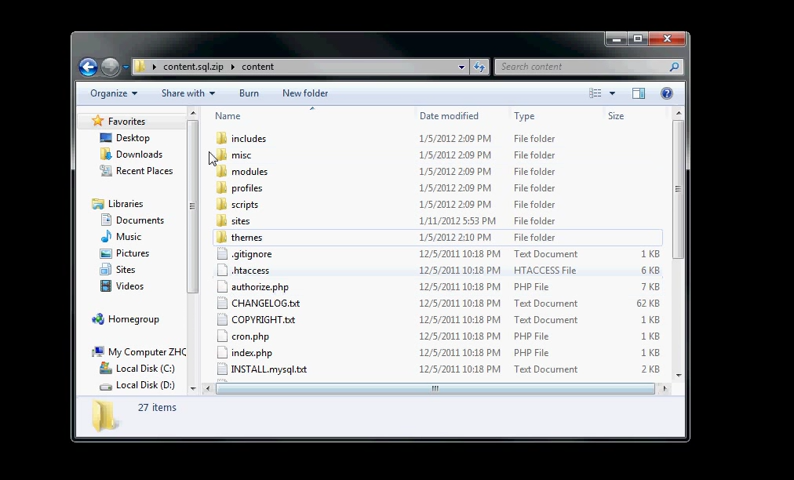 content.sql.zip ▸ content
Search content
Organize Share with Burn New folder
Name Date modified Type Size
Favorites
Desktop
Downloads
Recent Places
Libraries
Documents
Music
Pictures
Sites
Videos
Homegroup
My Computer ZHQ
Local Disk (C:)
Local Disk (D:)
includes 1/5/2012 2:09 PM File folder
misc 1/5/2012 2:09 PM File folder
modules 1/5/2012 2:09 PM File folder
profiles 1/5/2012 2:09 PM File folder
scripts 1/5/2012 2:09 PM File folder
sites 1/11/2012 5:53 PM File folder
themes 1/5/2012 2:10 PM File folder
.gitignore 12/5/2011 10:18 PM Text Document 1 KB
.htaccess 12/5/2011 10:18 PM HTACCESS File 6 KB
authorize.php 12/5/2011 10:18 PM PHP File 7 KB
CHANGELOG.txt 12/5/2011 10:18 PM Text Document 62 KB
COPYRIGHT.txt 12/5/2011 10:18 PM Text Document 2 KB
cron.php 12/5/2011 10:18 PM PHP File 1 KB
index.php 12/5/2011 10:18 PM PHP File 1 KB
INSTALL.mysql.txt 12/5/2011 10:18 PM Text Document 2 KB
27 items